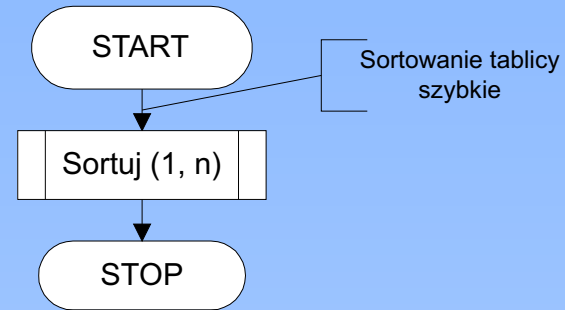 START
Sortowanie tablicy
szybkie
Sortuj (1, n)
STOP